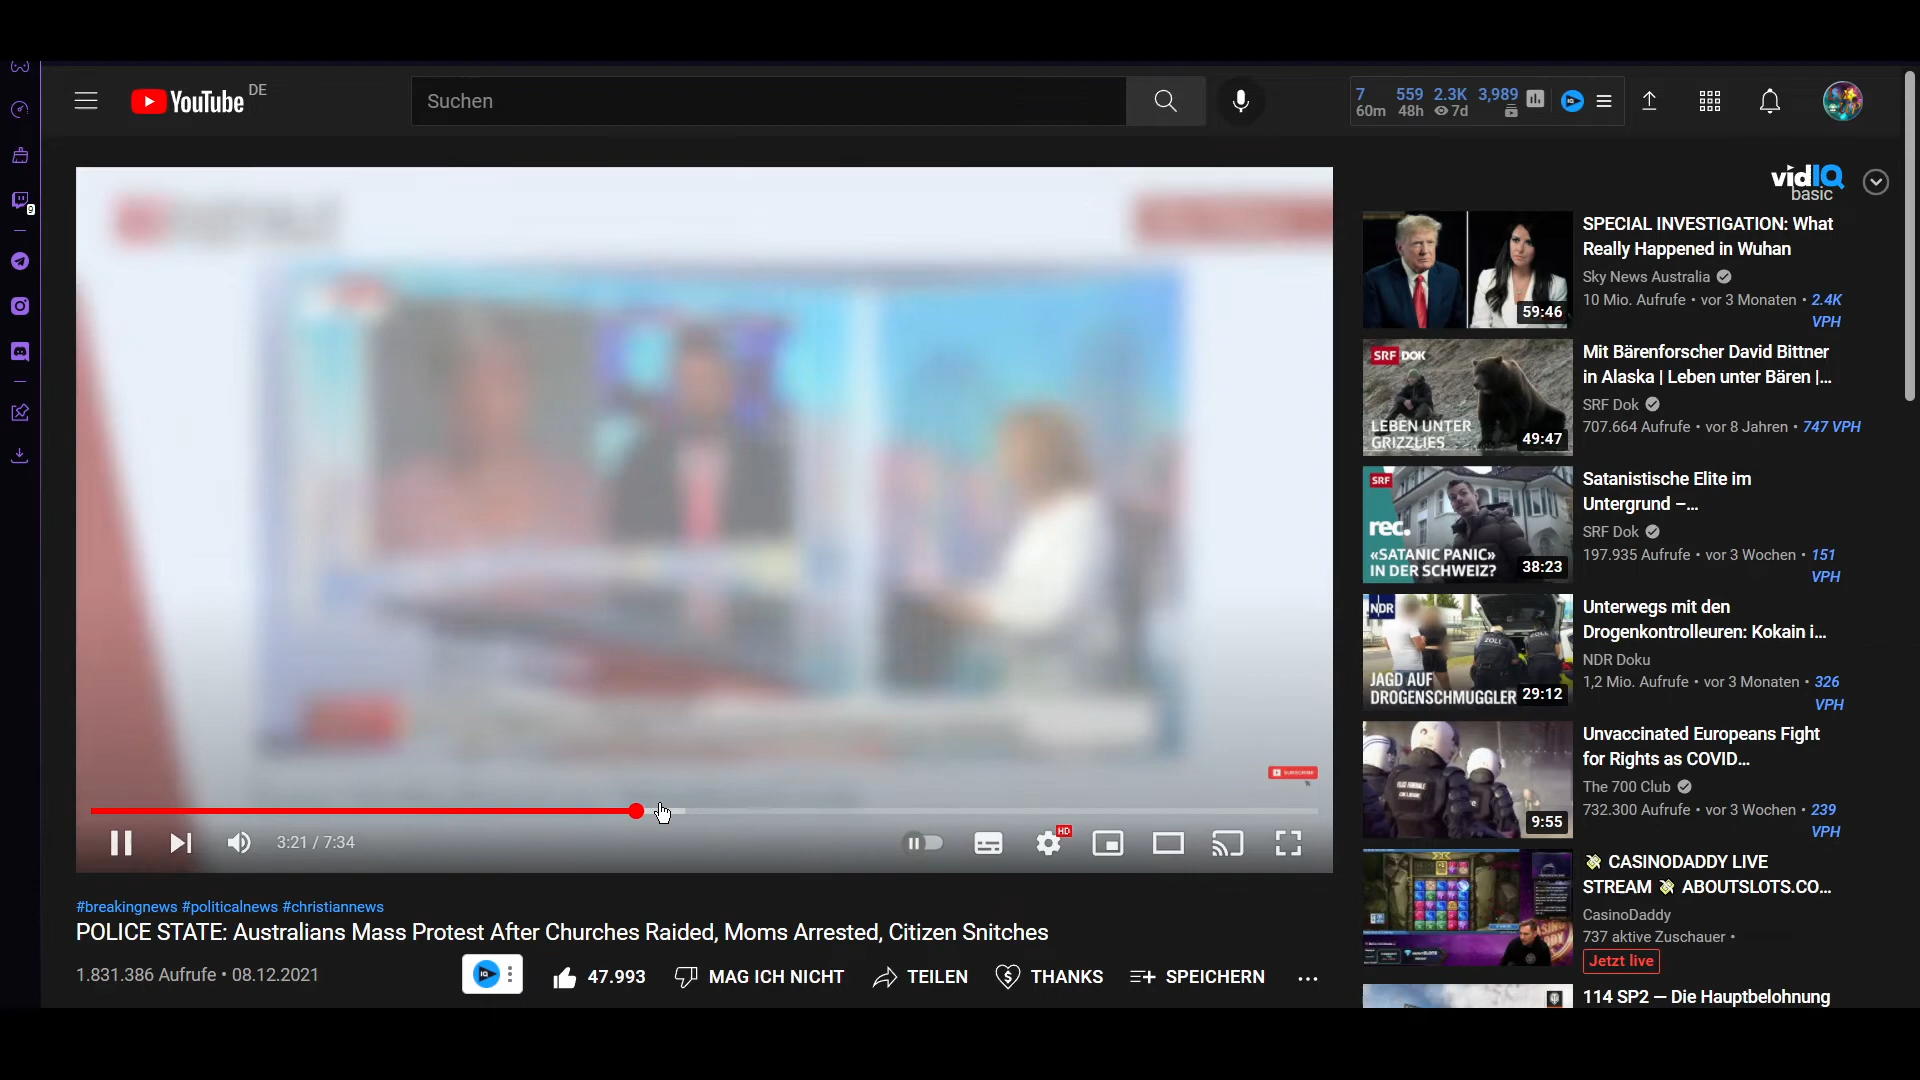 YouTube DE
Suchen
7 559 2.3K 3,989
60m 48h 7d
vidIQ
basic
SPECIAL INVESTIGATION: What
Really Happened in Wuhan
Sky News Australia
10 Mio. Aufrufe • vor 3 Monaten • 2.4K
VPH
59:46
Mit Bärenforscher David Bittner
in Alaska | Leben unter Bären |...
SRF Dok
707.664 Aufrufe • vor 8 Jahren • 747 VPH
SRF DOK
LEBEN UNTER
GRIZZLIES
49:47
Satanistische Elite im
Untergrund –...
SRF Dok
197.935 Aufrufe • vor 3 Wochen • 151
VPH
SRF
rec.
«SATANIC PANIC»
IN DER SCHWEIZ?
38:23
Unterwegs mit den
Drogenkontrolleuren: Kokain i...
NDR Doku
1,2 Mio. Aufrufe • vor 3 Monaten • 326
VPH
NDR
ZOLL
ZOLL
JAGD AUF
DROGENSCHMUGGLER
29:12
Unvaccinated Europeans Fight
for Rights as COVID...
The 700 Club
732.300 Aufrufe • vor 3 Wochen • 239
VPH
9:55
💸 CASINODADDY LIVE
STREAM 💸 ABOUTSLOTS.CO...
CasinoDaddy
737 aktive Zuschauer •
Jetzt live
114 SP2 — Die Hauptbelohnung
SUBSCRIBE
3:21 / 7:34
HD
#breakingnews #politicalnews #christiannews
POLICE STATE: Australians Mass Protest After Churches Raided, Moms Arrested, Citizen Snitches
1.831.386 Aufrufe • 08.12.2021
47.993 MAG ICH NICHT TEILEN THANKS SPEICHERN